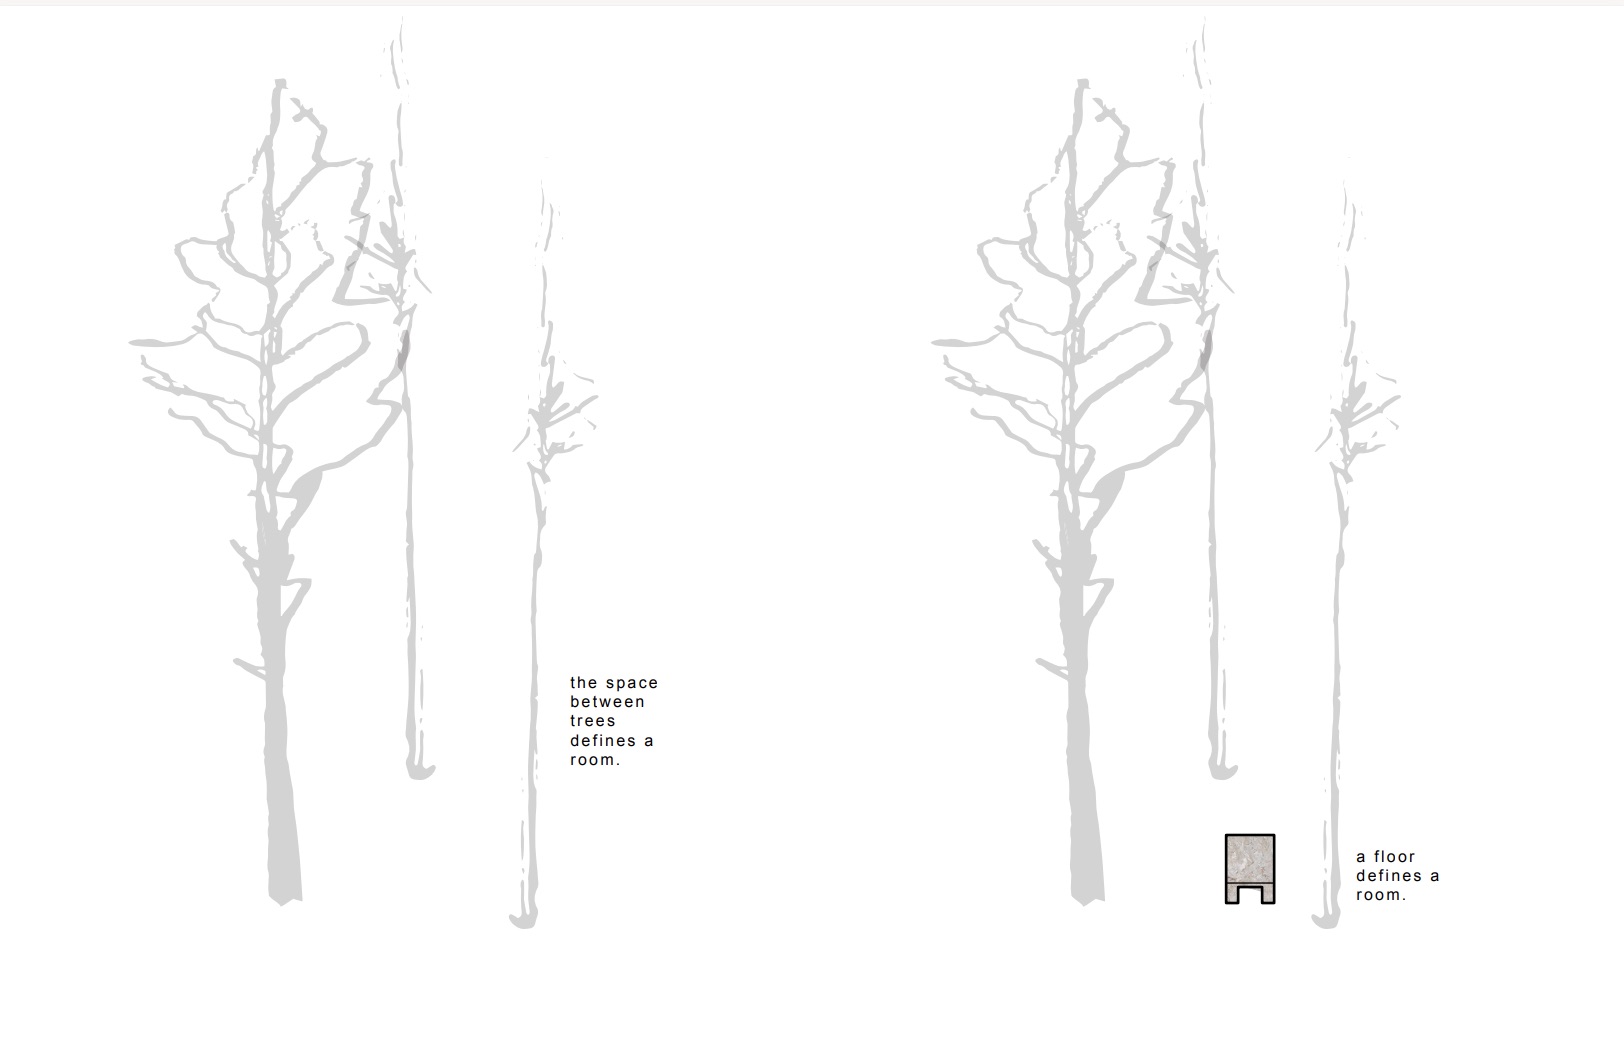 the space
between
trees
defines a
room.
a floor
defines a
room.